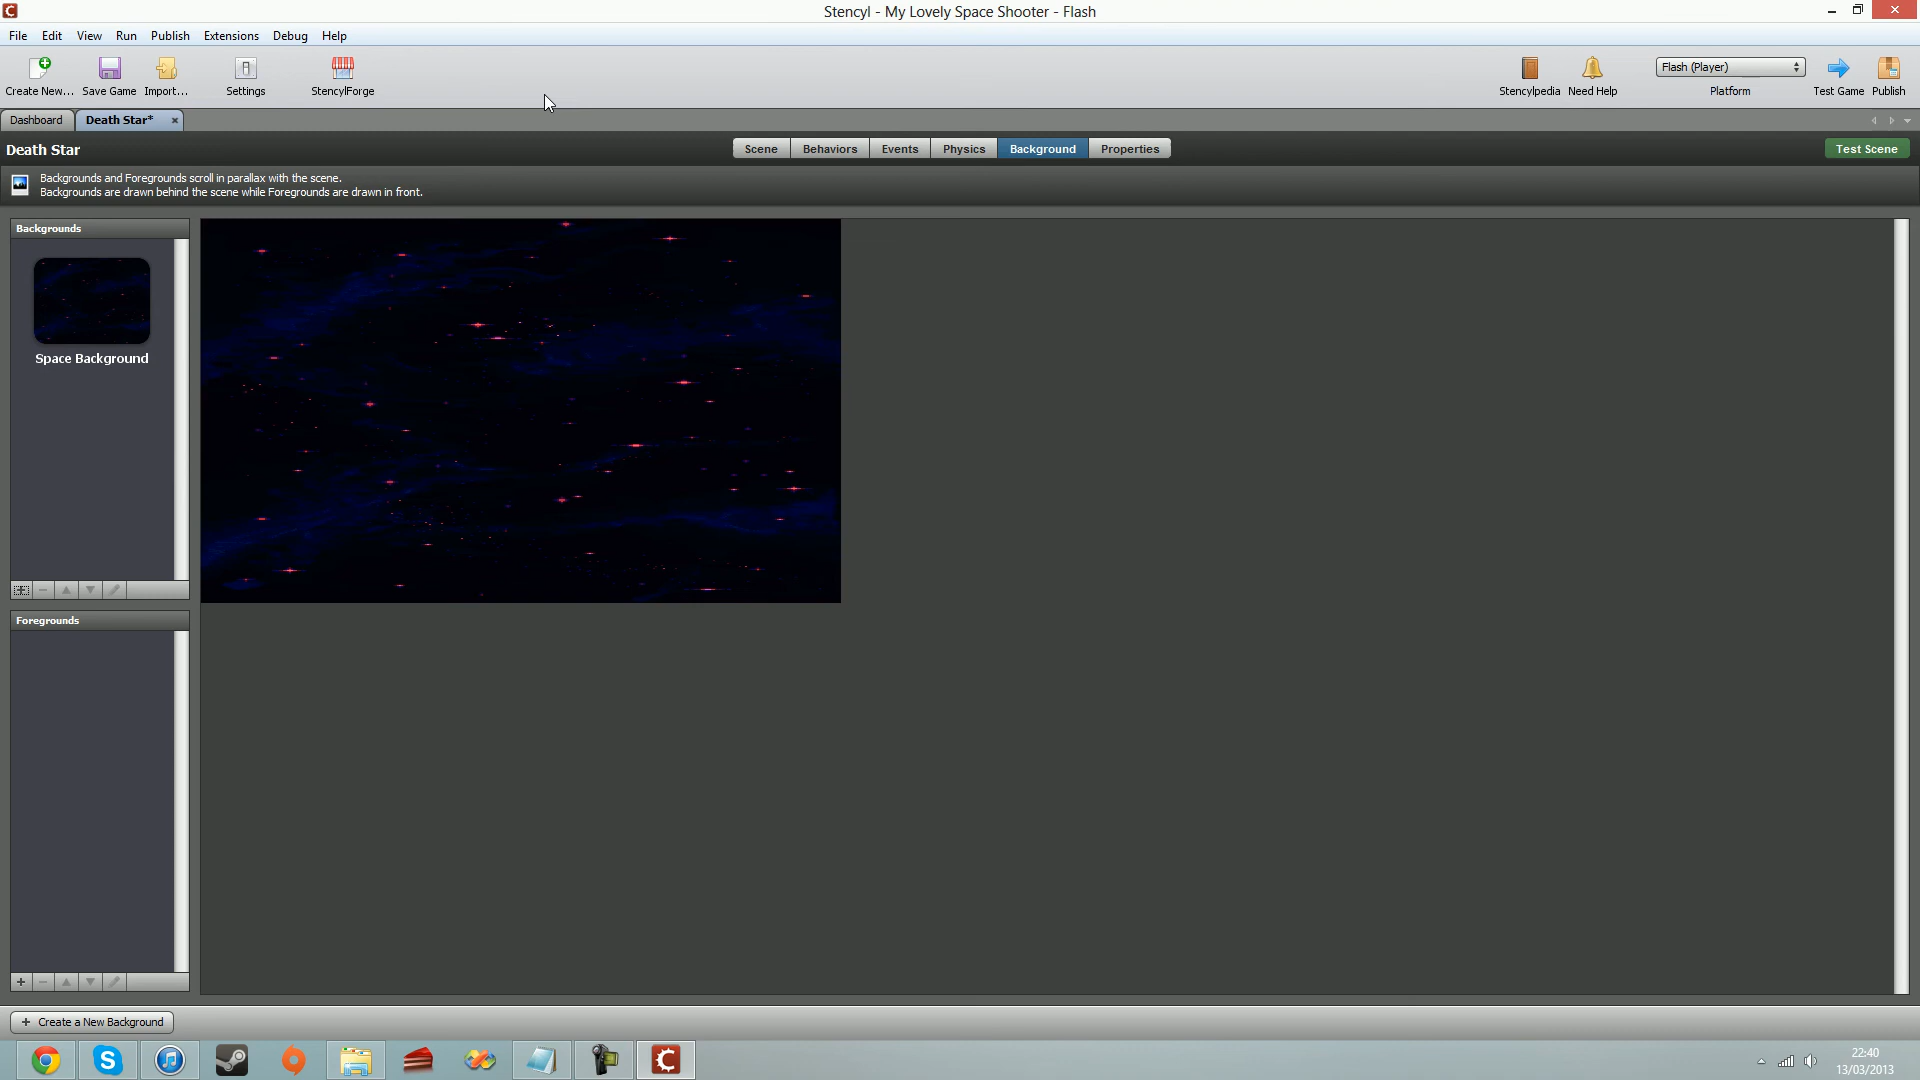 Stencyl - My Lovely Space Shooter - Flash
File Edit View Run Publish Extensions Debug Help
Create New... Save Game Import... Settings StencylForge Stencylpedia Need Help Flash (Player) Platform Test Game Publish
Dashboard Death Star*
Death Star Scene Behaviors Events Physics Background Properties Test Scene
Backgrounds and Foregrounds scroll in parallax with the scene.
Backgrounds are drawn behind the scene while Foregrounds are drawn in front.
Backgrounds
Space Background
Foregrounds
+ Create a New Background
22:40
13/03/2013